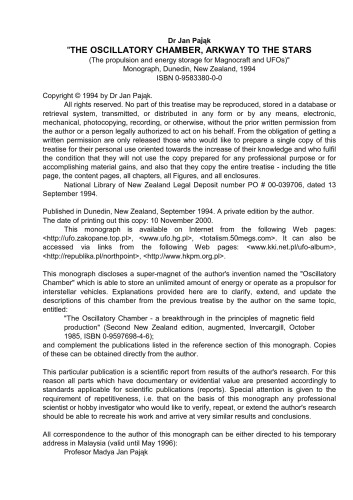 Dr Jan Pająk
"THE OSCILLATORY CHAMBER, ARKWAY TO THE STARS
(The propulsion and energy storage for Magnocraft and UFOs)"
Monograph, Dunedin, New Zealand, 1994
ISBN 0-9583380-0-0
Copyright © 1994 by Dr Jan Pająk.
All rights reserved. No part of this treatise may be reproduced, stored in a database or
retrieval system, transmitted, or distributed in any form or by any means, electronic,
mechanical, photocopying, recording, or otherwise, without the prior written permission from
the author or a person legally authorized to act on his behalf. From the obligation of getting a
written permission are only released those who would like to prepare a single copy of this
treatise for their personal use oriented towards the increase of their knowledge and who fulfil
the condition that they will not use the copy prepared for any professional purpose or for
accomplishing material gains, and also that they copy the entire treatise - including the title
page, the content pages, all chapters, all Figures, and all enclosures.
National Library of New Zealand Legal Deposit number PO # 00-039706, dated 13
September 1994.
Published in Dunedin, New Zealand, September 1994. A private edition by the author.
The date of printing out this copy: 10 November 2000.
This monograph is available on Internet from the following Web pages:
<http://ufo.zakopane.top.pl>, <www.ufo.hg.pl>, <totalism.50megs.com>. It can also be
accessed via links from the following Web pages: <www.kki.net.pl/ufo-album>,
<http://republika.pl/northpoint>, <http://www.hkpm.org.pl>.
This monograph discloses a super-magnet of the author's invention named the "Oscillatory
Chamber" which is able to store an unlimited amount of energy or operate as a propulsor for
interstellar vehicles. Explanations provided here are to clarify, extend, and update the
descriptions of this chamber from the previous treatise by the author on the same topic,
entitled:
"The Oscillatory Chamber - a breakthrough in the principles of magnetic field
production" (Second New Zealand edition, augmented, Invercargill, October
1985, ISBN 0-9597698-4-6);
and complement the publications listed in the reference section of this monograph. Copies
of these can be obtained directly from the author.
This particular publication is a scientific report from results of the author's research. For this
reason all parts which have documentary or evidential value are presented accordingly to
standards applicable for scientific publications (reports). Special attention is given to the
requirement of repetitiveness, i.e. that on the basis of this monograph any professional
scientist or hobby investigator who would like to verify, repeat, or extend the author's research
should be able to recreate his work and arrive at very similar results and conclusions.
All correspondence to the author of this monograph can be either directed to his temporary
address in Malaysia (valid until May 1996):
Profesor Madya Jan Pająk